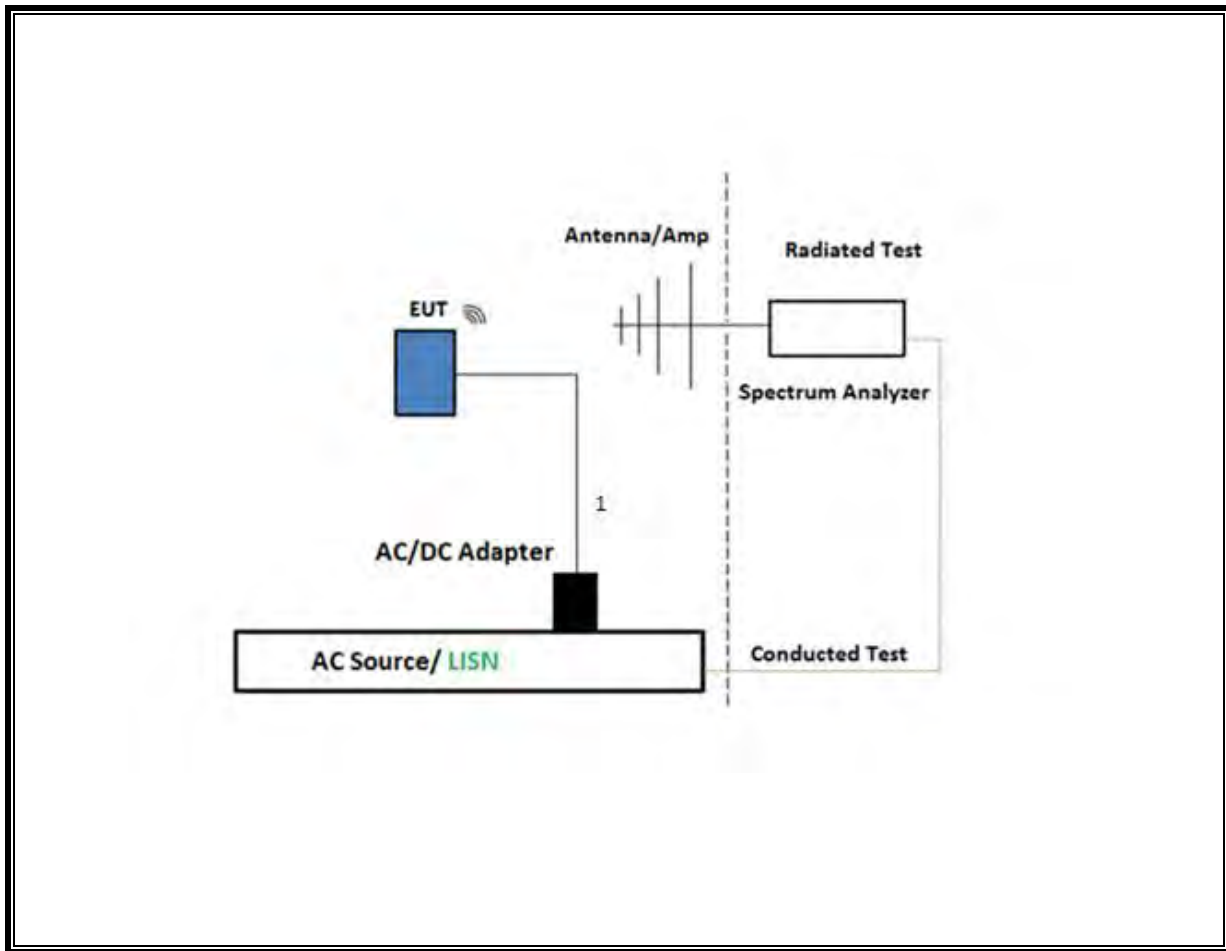 Antenna/Amp
Radiated Test
EUT
Spectrum Analyzer
1
AC/DC Adapter
AC Source/ LISN
Conducted Test